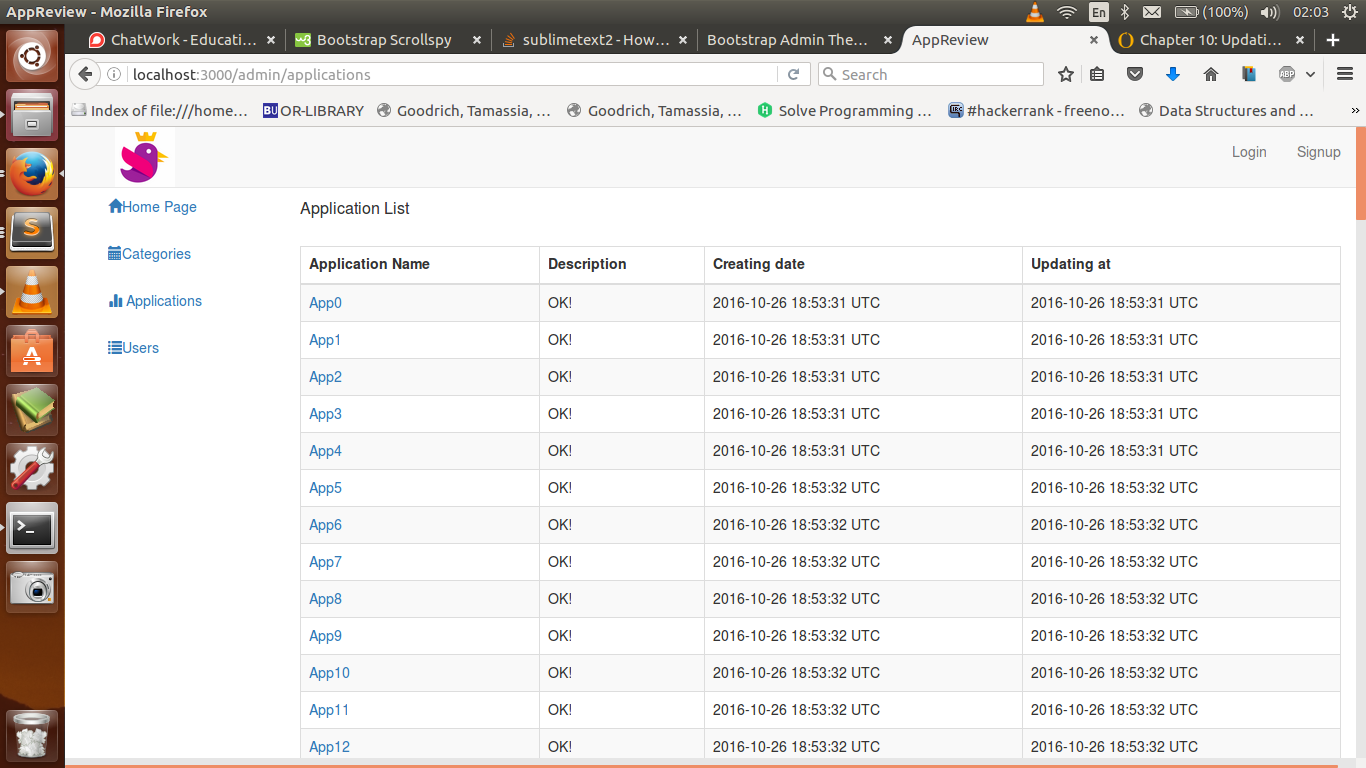 AppReview - Mozilla Firefox
En
(100%)
02:03
ChatWork - Educati...
Bootstrap Scrollspy
sublimetext2 - How...
Bootstrap Admin The...
AppReview
Chapter 10: Updati...
localhost:3000/admin/applications
Search
ABP
Index of file:///home...
BU OR-LIBRARY
Goodrich, Tamassia, ...
Goodrich, Tamassia, ...
Solve Programming ...
#hackerrank - freeno...
Data Structures and ...
Login
Signup
Home Page
Categories
Applications
Users
Application List
Application Name Description Creating date Updating at
App0 OK! 2016-10-26 18:53:31 UTC 2016-10-26 18:53:31 UTC
App1 OK! 2016-10-26 18:53:31 UTC 2016-10-26 18:53:31 UTC
App2 OK! 2016-10-26 18:53:31 UTC 2016-10-26 18:53:31 UTC
App3 OK! 2016-10-26 18:53:31 UTC 2016-10-26 18:53:31 UTC
App4 OK! 2016-10-26 18:53:31 UTC 2016-10-26 18:53:31 UTC
App5 OK! 2016-10-26 18:53:32 UTC 2016-10-26 18:53:32 UTC
App6 OK! 2016-10-26 18:53:32 UTC 2016-10-26 18:53:32 UTC
App7 OK! 2016-10-26 18:53:32 UTC 2016-10-26 18:53:32 UTC
App8 OK! 2016-10-26 18:53:32 UTC 2016-10-26 18:53:32 UTC
App9 OK! 2016-10-26 18:53:32 UTC 2016-10-26 18:53:32 UTC
App10 OK! 2016-10-26 18:53:32 UTC 2016-10-26 18:53:32 UTC
App11 OK! 2016-10-26 18:53:32 UTC 2016-10-26 18:53:32 UTC
App12 OK! 2016-10-26 18:53:32 UTC 2016-10-26 18:53:32 UTC